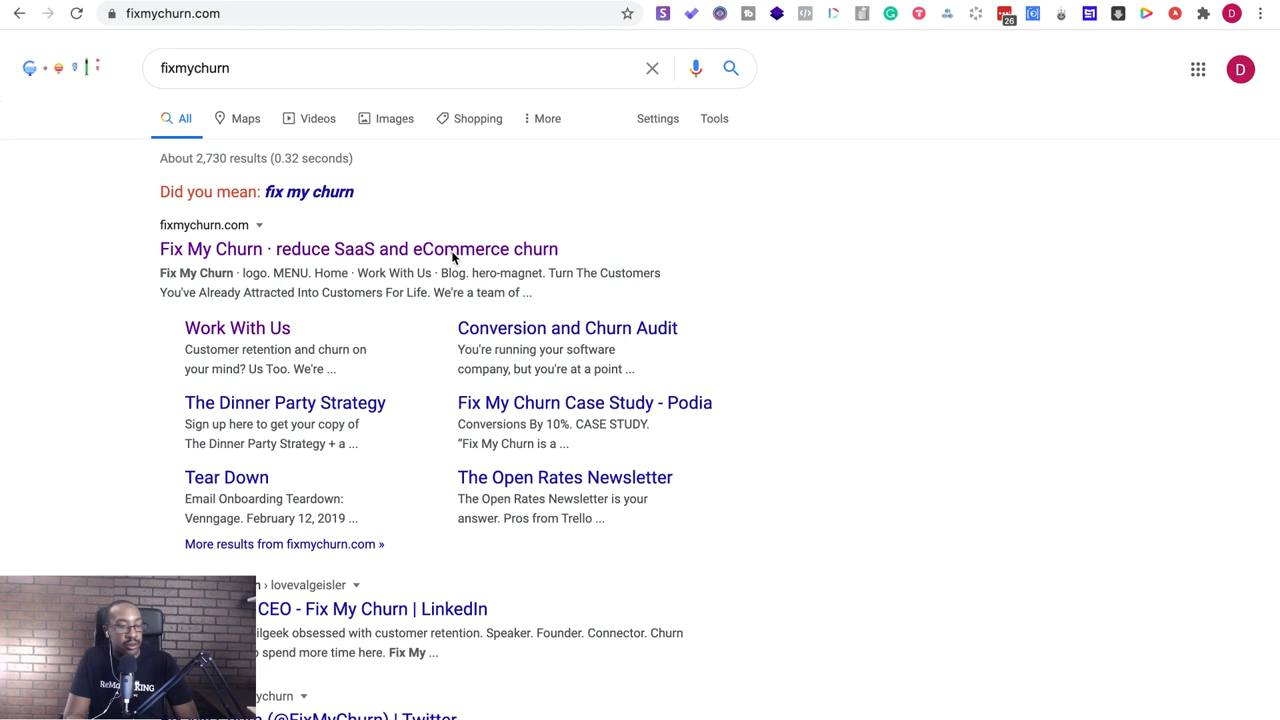 fixmychurn.com
26
D
fixmychurn
D
All
Maps
Videos
Images
Shopping
More
Settings
Tools
About 2,730 results (0.32 seconds)
Did you mean: fix my churn
fixmychurn.com
Fix My Churn · reduce SaaS and eCommerce churn
Fix My Churn · logo. MENU. Home · Work With Us · Blog. hero-magnet. Turn The Customers
You've Already Attracted Into Customers For Life. We're a team of ...
Work With Us
Customer retention and churn on
your mind? Us Too. We're ...
Conversion and Churn Audit
You're running your software
company, but you're at a point ...
The Dinner Party Strategy
Sign up here to get your copy of
The Dinner Party Strategy + a ...
Fix My Churn Case Study - Podia
Conversions By 10%. CASE STUDY.
“Fix My Churn is a ...
Tear Down
Email Onboarding Teardown:
Venngage. February 12, 2019 ...
The Open Rates Newsletter
The Open Rates Newsletter is your
answer. Pros from Trello ...
More results from fixmychurn.com »
› lovevalgeisler
CEO - Fix My Churn | LinkedIn
ilgeek obsessed with customer retention. Speaker. Founder. Connector. Churn
spend more time here. Fix My ...
ychurn
(@FixMyChurn) | Twitter